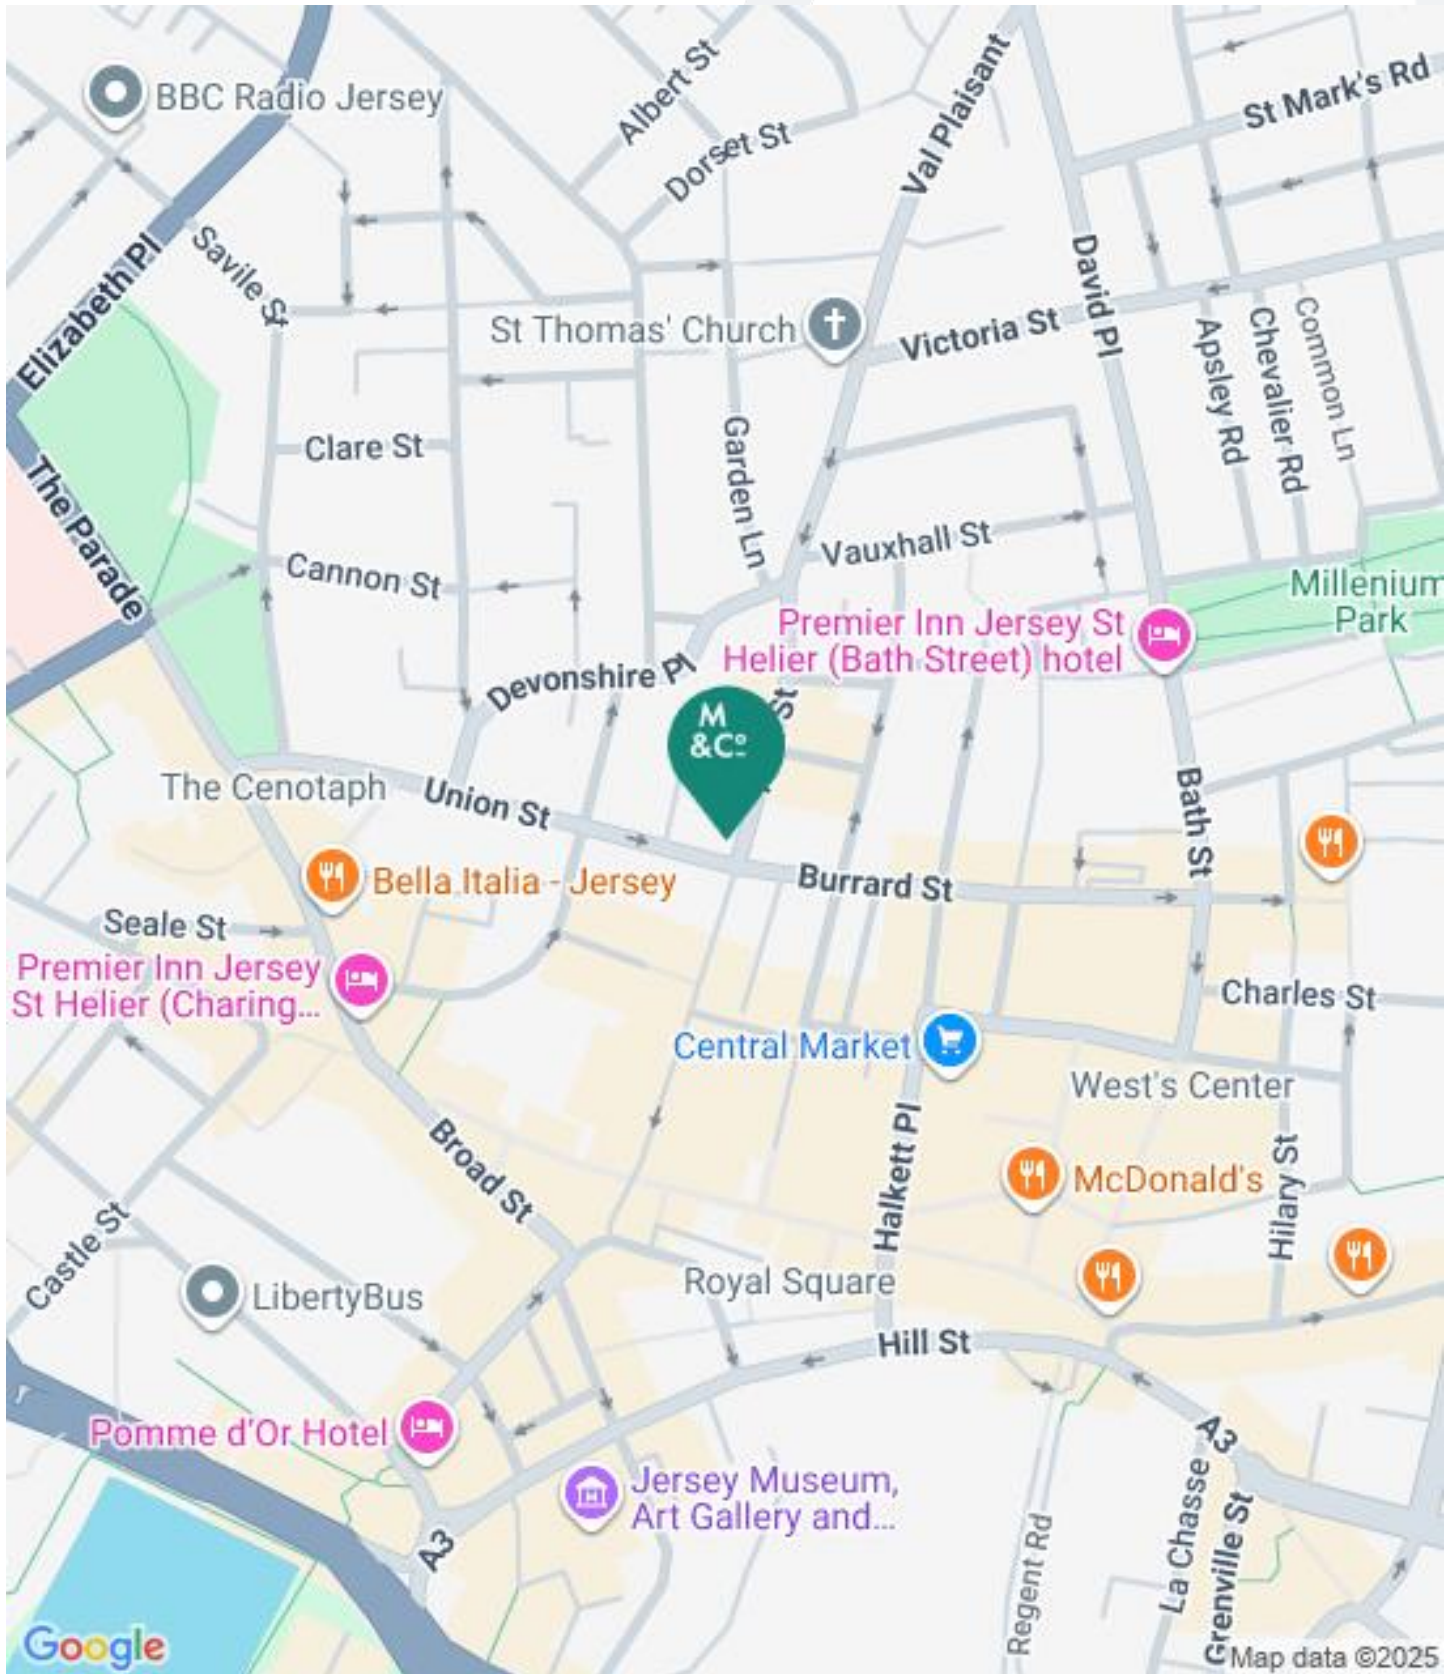 Albert St
St Mark's Rd
BBC Radio Jersey
Val Plaisant
Dorset St
Savile St
Elizabeth Pl
David Pl
St Thomas' Church
Victoria St
Common Ln
Chevalier Rd
Apsley Rd
Clare St
Garden Ln
The Parade
Vauxhall St
Cannon St
Millenium
Park
Premier Inn Jersey St
Helier (Bath Street) hotel
Devonshire Pl
St
M
&Co
The Cenotaph
Union St
Bath St
Bella Italia - Jersey
Burrard St
Seale St
Premier Inn Jersey
St Helier (Charing...
Charles St
Central Market
West's Center
Broad St
Halkett Pl
McDonald's
Hilary St
Castle St
Royal Square
LibertyBus
Hill St
Pomme d'Or Hotel
A3
Jersey Museum,
Art Gallery and...
A3
Regent Rd
La Chasse
Grenville St
Google
Map data ©2025